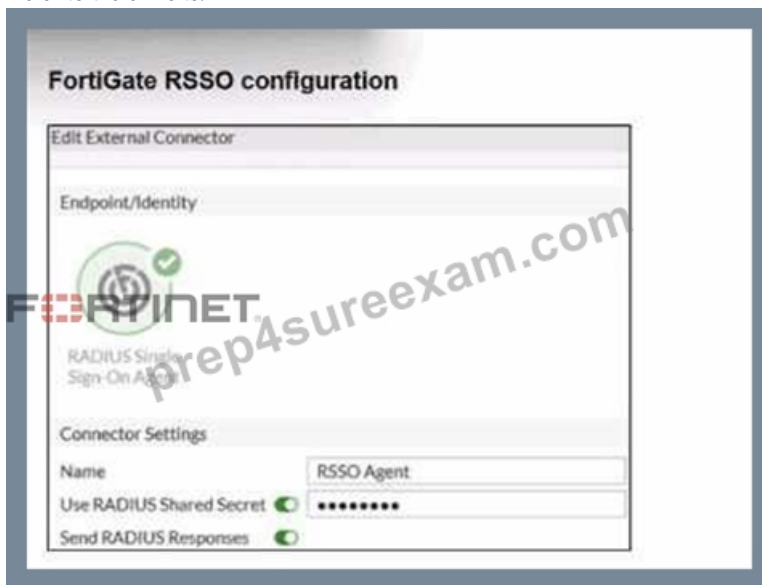 FortiGate RSSO configuration
Edit External Connector
Endpoint/Identity
FORTINET
prep4sureexam.com
RADIUS Single
Sign-On Agent
Connector Settings
Name RSSO Agent
Use RADIUS Shared Secret ••••••••
Send RADIUS Responses